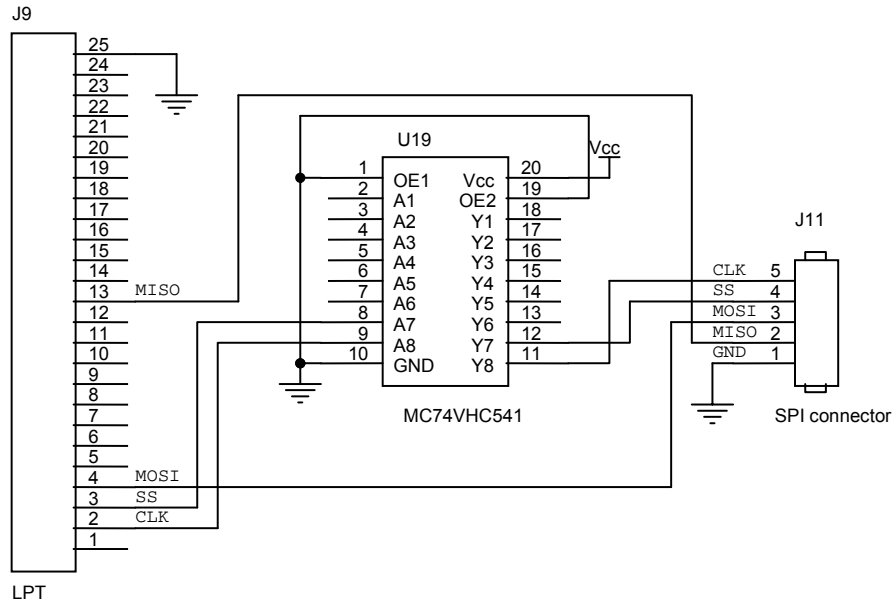 J9
25
24
23
22
21
20
19
18
17
16
15
14
13 MISO
12
11
10
9
8
7
6
5
4 MOSI
3 SS
2 CLK
1
LPT
U19
Vcc
1 OE1 Vcc 20
2 A1 OE2 19
3 A2 Y1 18
4 A3 Y2 17
5 A4 Y3 16
6 A5 Y4 15
7 A6 Y5 14
8 A7 Y6 13
9 A8 Y7 12
10 GND Y8 11
MC74VHC541
J11
CLK 5
SS 4
MOSI 3
MISO 2
GND 1
SPI connector